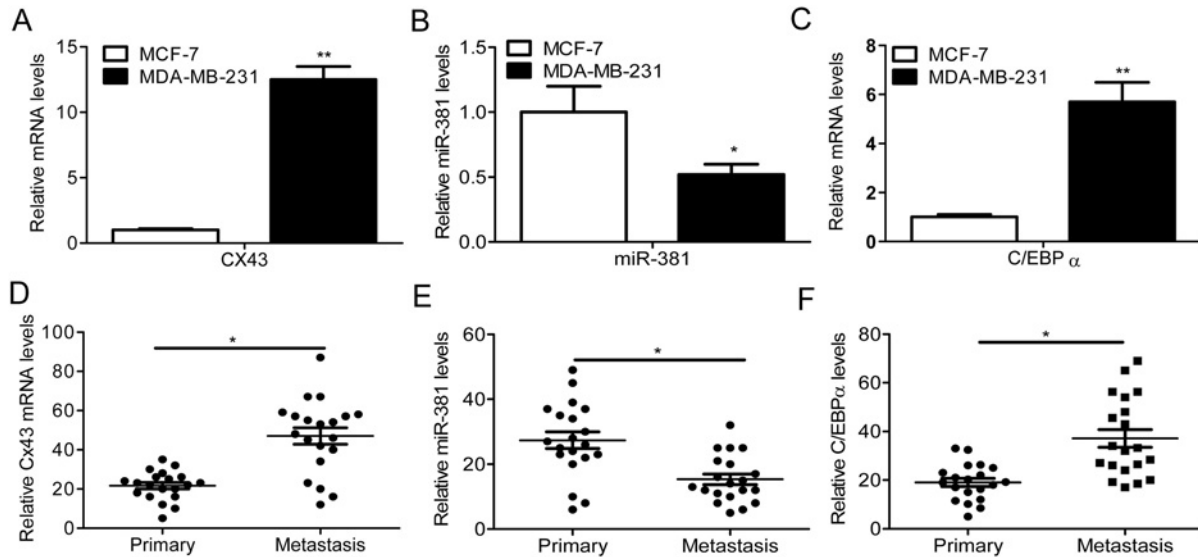 A
Relative mRNA levels
15
10
5
0
MCF-7
MDA-MB-231
**
CX43
B
Relative miR-381 levels
1.5
1.0
0.5
0.0
MCF-7
MDA-MB-231
*
miR-381
C
Relative mRNA levels
8
6
4
2
0
MCF-7
MDA-MB-231
**
C/EBP α
D
Relative Cx43 mRNA levels
100
80
60
40
20
0
*
Primary Metastasis
E
Relative miR-381 levels
60
40
20
0
*
Primary Metastasis
F
Relative C/EBPα levels
80
60
40
20
0
*
Primary Metastasis